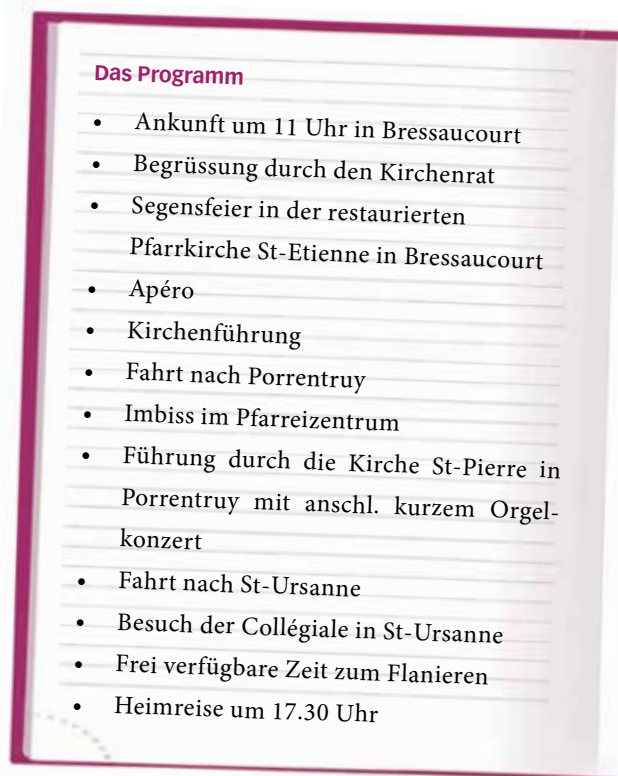 Das Programm
• Ankunft um 11 Uhr in Bressaucourt
• Begrüssung durch den Kirchenrat
• Segensfeier in der restaurierten
Pfarrkirche St-Etienne in Bressaucourt
• Apéro
• Kirchenführung
• Fahrt nach Porrentruy
• Imbiss im Pfarreizentrum
• Führung durch die Kirche St-Pierre in
Porrentruy mit anschl. kurzem Orgel-
konzert
• Fahrt nach St-Ursanne
• Besuch der Collégiale in St-Ursanne
• Frei verfügbare Zeit zum Flanieren
• Heimreise um 17.30 Uhr